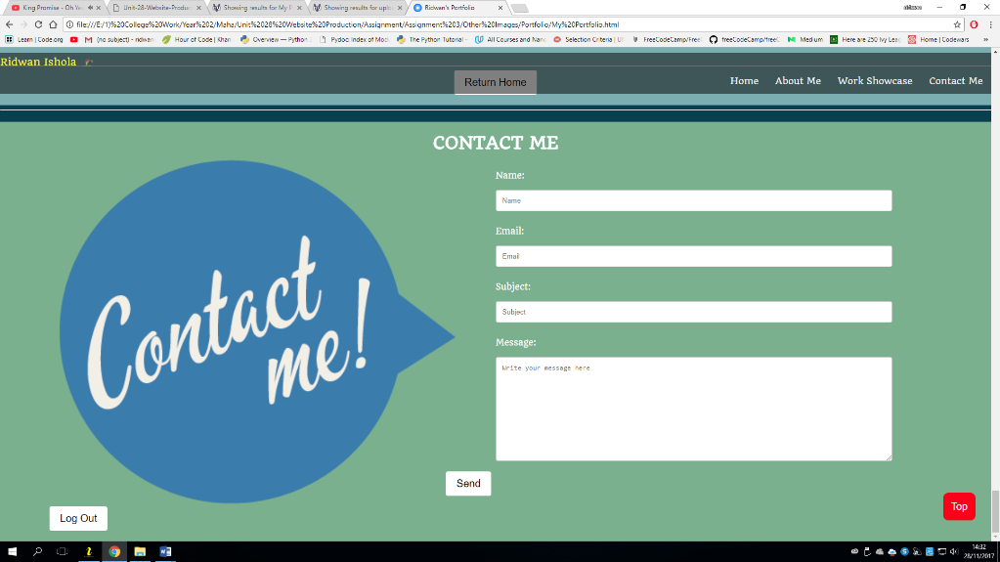 King Promise - Oh Ye
Unit-28-Website-Produc
Showing results for My I
Showing results for uplo
Ridwan's Portfolio
file:///E:/1)%20College%20Work/Year%202/Maha/Unit%2028%20Website%20Production/Assignment/Assignment%203/Other%20Images/Portfolio/My%20Portfolio.html
Learn | Code.org
(no subject) - ridwan
Hour of Code | Khan
Overview — Python
Pydoc: Index of Mod
The Python Tutorial -
All Courses and Nano
Selection Criteria | Un
FreeCodeCamp/Free
freeCodeCamp/free
Medium
Here are 250 Ivy Leag
Home | Codewars
Ridwan Ishola
Return Home
Home About Me Work Showcase Contact Me
CONTACT ME
Contact
me!
Name:
Name
Email:
Email
Subject:
Subject
Message:
Write your message here
Send
Top
Log Out
14:32
28/11/2017